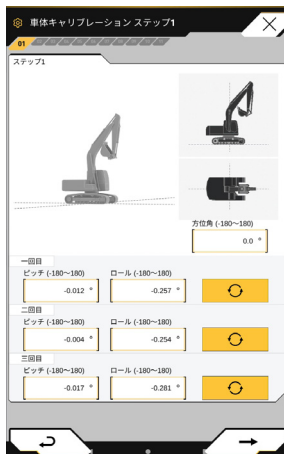 車体キャリブレーション ステップ1
01
ステップ1
方位角 (-180～180)
0.0 °
一回目
ピッチ (-180～180) ロール (-180～180)
-0.012 ° -0.257 °
二回目
ピッチ (-180～180) ロール (-180～180)
-0.004 ° -0.254 °
三回目
ピッチ (-180～180) ロール (-180～180)
-0.017 ° -0.281 °